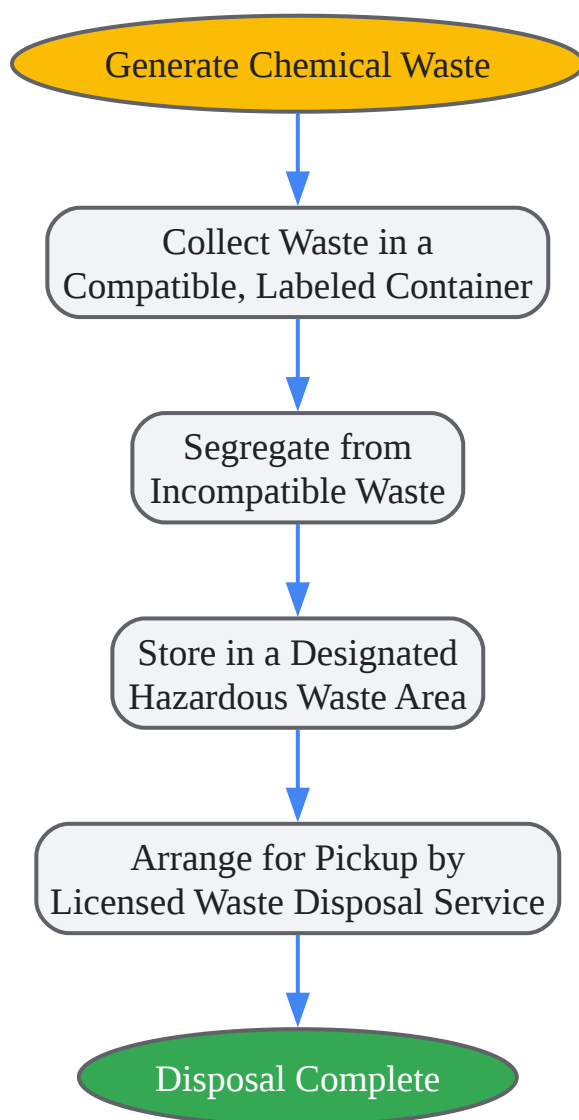 Generate Chemical Waste
Collect Waste in a
Compatible, Labeled Container
Segregate from
Incompatible Waste
Store in a Designated
Hazardous Waste Area
Arrange for Pickup by
Licensed Waste Disposal Service
Disposal Complete